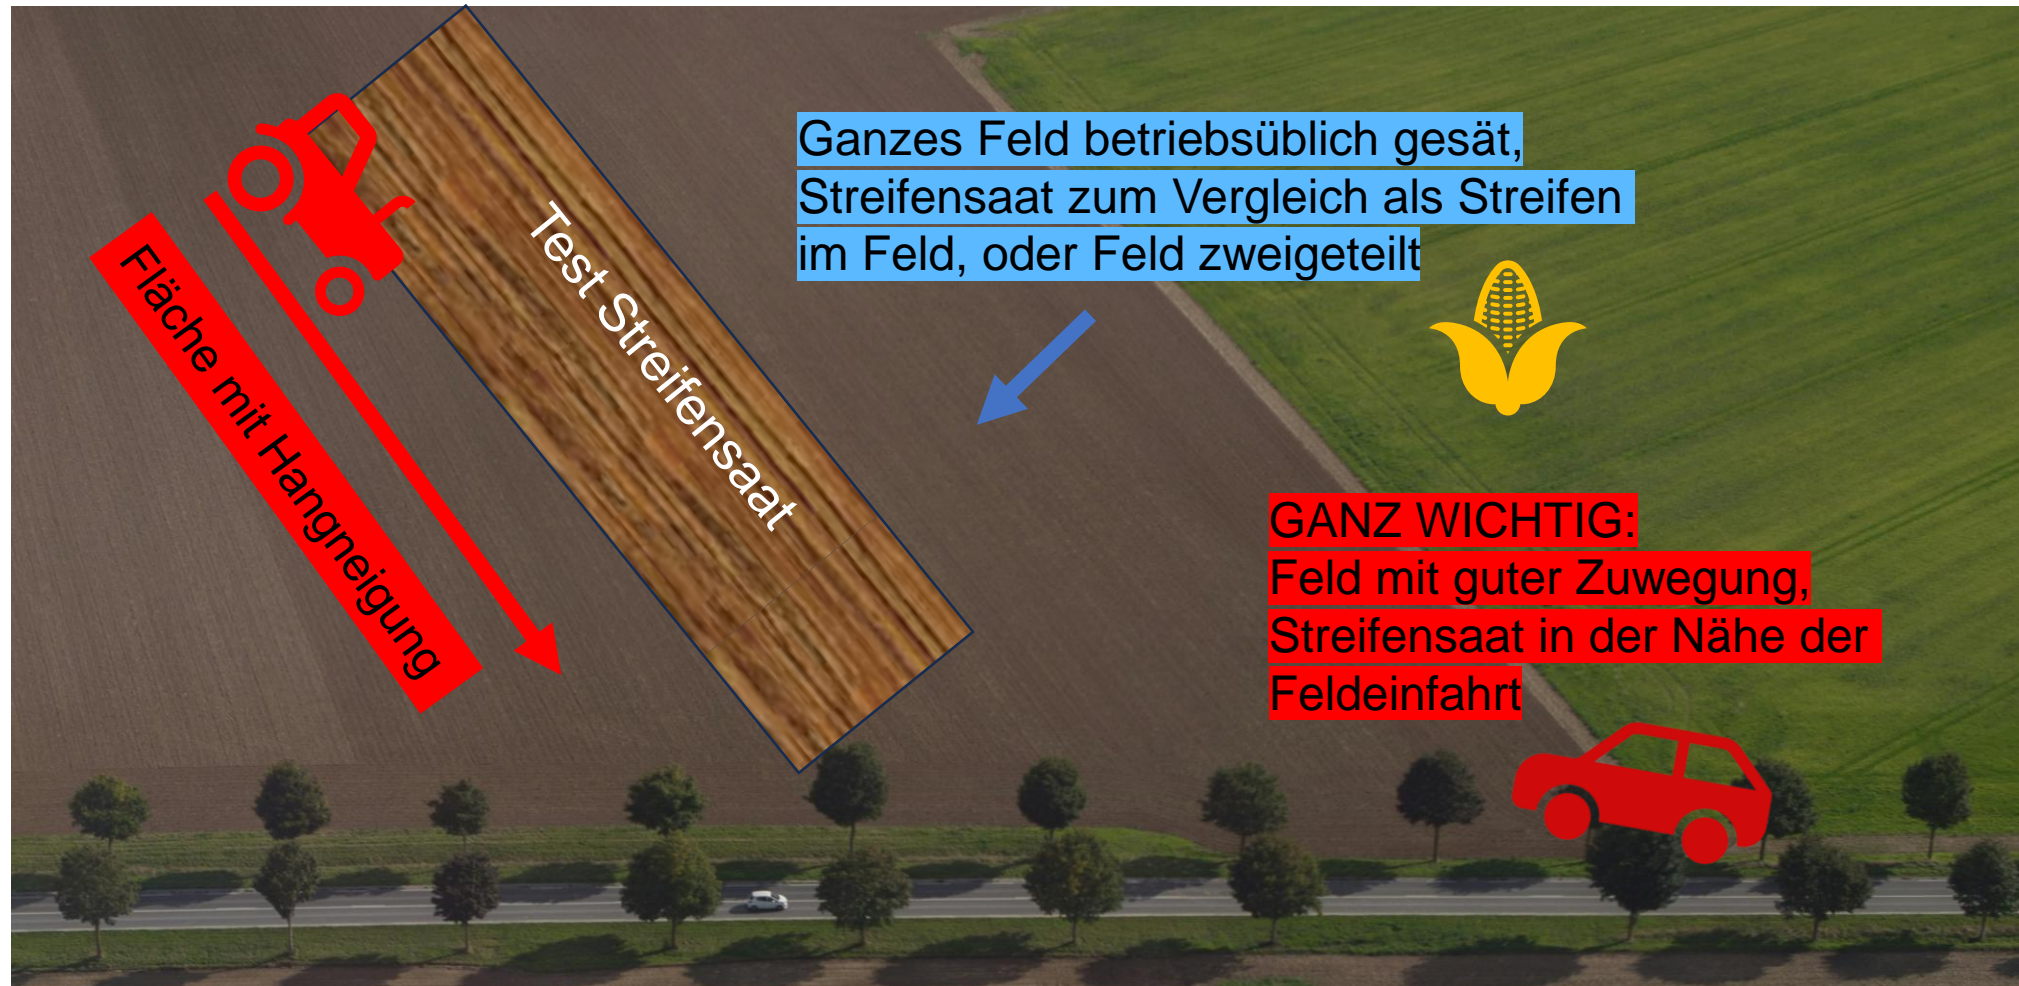 Ganzes Feld betriebsüblich gesät,
Streifensaat zum Vergleich als Streifen
im Feld, oder Feld zweigeteilt
Test Streifensaat
Fläche mit Hangneigung
GANZ WICHTIG:
Feld mit guter Zuwegung,
Streifensaat in der Nähe der
Feldeinfahrt